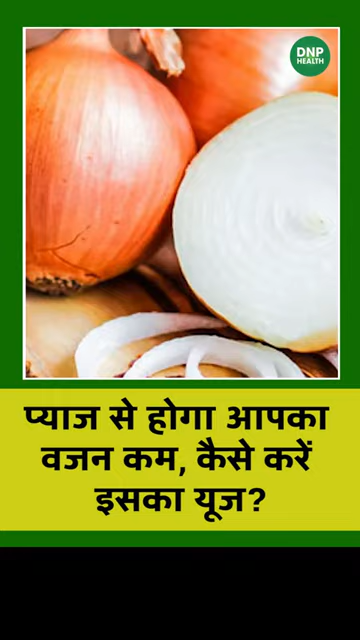 DNP
HEALTH
प्याज से होगा आपका
वजन कम, कैसे करें
इसका यूज?